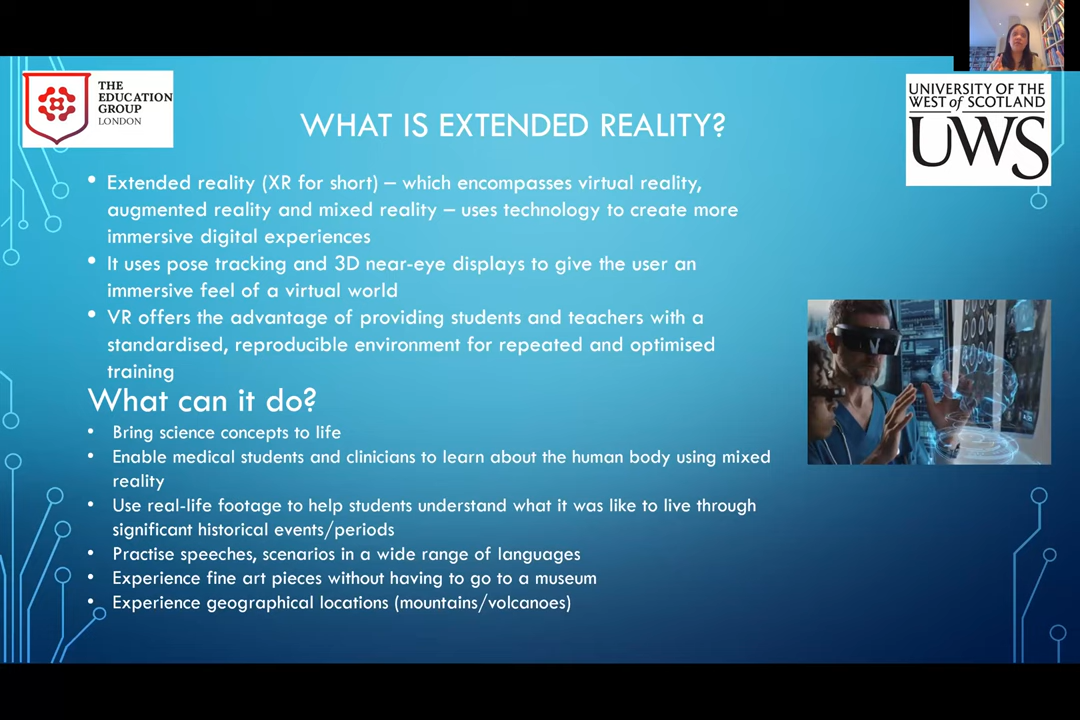 THE
EDUCATION
GROUP
LONDON
UNIVERSITY OF THE
WEST of SCOTLAND
UWS
WHAT IS EXTENDED REALITY?
• Extended reality (XR for short) – which encompasses virtual reality,
augmented reality and mixed reality – uses technology to create more
immersive digital experiences
• It uses pose tracking and 3D near-eye displays to give the user an
immersive feel of a virtual world
• VR offers the advantage of providing students and teachers with a
standardised, reproducible environment for repeated and optimised
training
What can it do?
• Bring science concepts to life
• Enable medical students and clinicians to learn about the human body using mixed
reality
• Use real-life footage to help students understand what it was like to live through
significant historical events/periods
• Practise speeches, scenarios in a wide range of languages
• Experience fine art pieces without having to go to a museum
• Experience geographical locations (mountains/volcanoes)